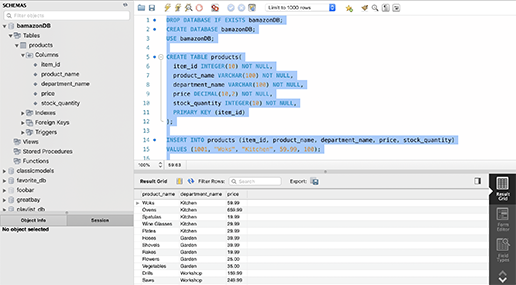 SCHEMAS
Filter objects
bamazonDB
Tables
products
Columns
item_id
product_name
department_name
price
stock_quantity
Indexes
Foreign Keys
Triggers
Views
Stored Procedures
Functions
classicmodels
favorite_db
foobar
greatbay
playlist_db
Object Info Session
No object selected
Limit to 1000 rows
1 DROP DATABASE IF EXISTS bamazonDB;
2 CREATE DATABASE bamazonDB;
3 USE bamazonDB;
4
5 CREATE TABLE products(
6 item_id INTEGER(10) NOT NULL,
7 product_name VARCHAR(100) NOT NULL,
8 department_name VARCHAR(100) NOT NULL,
9 price DECIMAL(10,2) NOT NULL,
10 stock_quantity INTEGER(10) NOT NULL,
11 PRIMARY KEY (item_id)
12 );
13
14 INSERT INTO products (item_id, product_name, department_name, price, stock_quantity)
15 VALUES (1001, "Woks", "Kitchen", 59.99, 100);
16
100% 59:63
Result Grid Filter Rows: Search Export:
product_name department_name price
Woks Kitchen 59.99
Ovens Kitchen 659.99
Spatulas Kitchen 19.99
Wine Glasses Kitchen 29.99
Plates Kitchen 29.99
Hoses Garden 29.99
Shovels Garden 39.99
Rakes Garden 19.99
Flowers Garden 25.00
Vegetables Garden 35.00
Drills Workshop 189.99
Saws Workshop 249.99
Result
Grid
Form
Editor
Field
Types